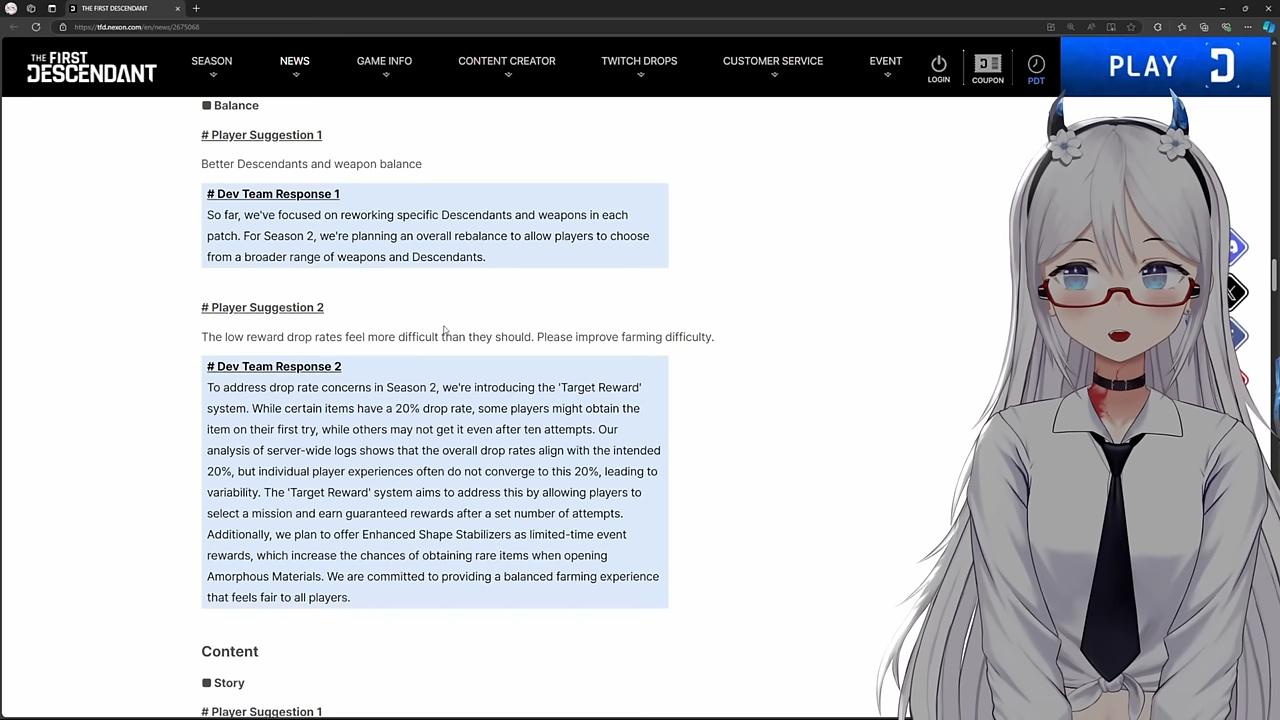 THE FIRST DESCENDANT
https://tfd.nexon.com/en/news/2675068
THE FIRST
DESCENDANT
SEASON
NEWS
GAME INFO
CONTENT CREATOR
TWITCH DROPS
CUSTOMER SERVICE
EVENT
LOGIN
COUPON
PDT
PLAY
Balance
# Player Suggestion 1
Better Descendants and weapon balance
# Dev Team Response 1
So far, we've focused on reworking specific Descendants and weapons in each
patch. For Season 2, we're planning an overall rebalance to allow players to choose
from a broader range of weapons and Descendants.
# Player Suggestion 2
The low reward drop rates feel more difficult than they should. Please improve farming difficulty.
# Dev Team Response 2
To address drop rate concerns in Season 2, we're introducing the 'Target Reward'
system. While certain items have a 20% drop rate, some players might obtain the
item on their first try, while others may not get it even after ten attempts. Our
analysis of server-wide logs shows that the overall drop rates align with the intended
20%, but individual player experiences often do not converge to this 20%, leading to
variability. The 'Target Reward' system aims to address this by allowing players to
select a mission and earn guaranteed rewards after a set number of attempts.
Additionally, we plan to offer Enhanced Shape Stabilizers as limited-time event
rewards, which increase the chances of obtaining rare items when opening
Amorphous Materials. We are committed to providing a balanced farming experience
that feels fair to all players.
Content
Story
# Player Suggestion 1